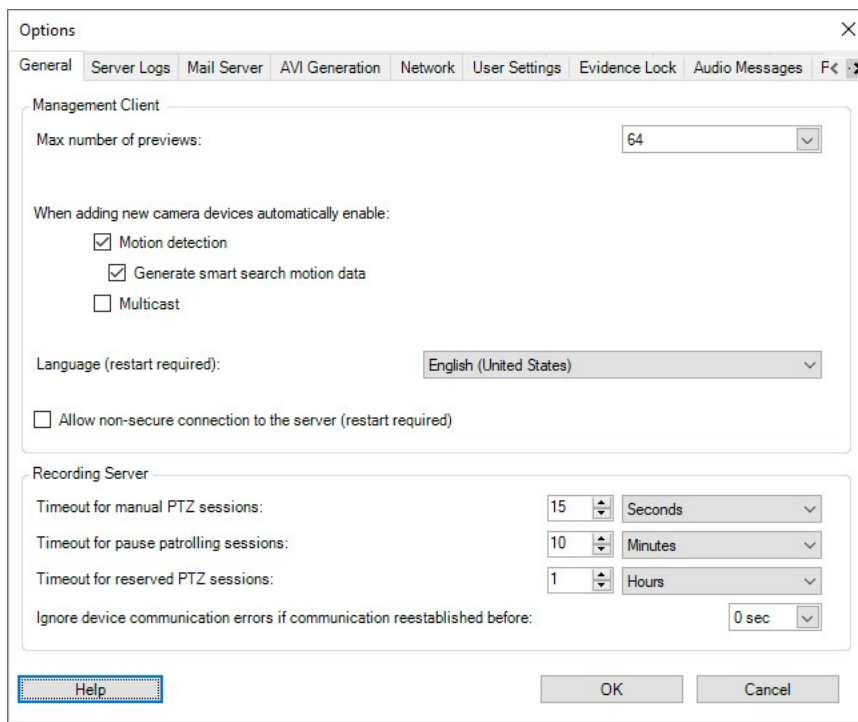 Options
General Server Logs Mail Server AVI Generation Network User Settings Evidence Lock Audio Messages
Management Client
Max number of previews: 64
When adding new camera devices automatically enable:
Motion detection
Generate smart search motion data
Multicast
Language (restart required): English (United States)
Allow non-secure connection to the server (restart required)
Recording Server
Timeout for manual PTZ sessions: 15 Seconds
Timeout for pause patrolling sessions: 10 Minutes
Timeout for reserved PTZ sessions: 1 Hours
Ignore device communication errors if communication reestablished before: 0 sec
Help OK Cancel